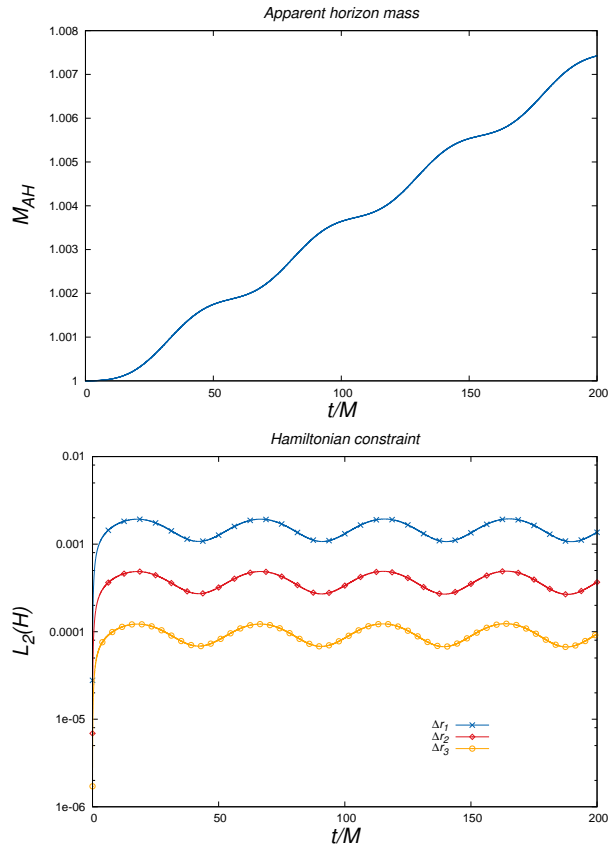 Apparent horizon mass
1.008
1.007
1.006
1.005
1.004
1.003
1.002
1.001
1
M_AH
0 50 100 150 200
t/M
Hamiltonian constraint
0.01
0.001
0.0001
1e-05
1e-06
L_2(H)
Δr_1
Δr_2
Δr_3
0 50 100 150 200
t/M